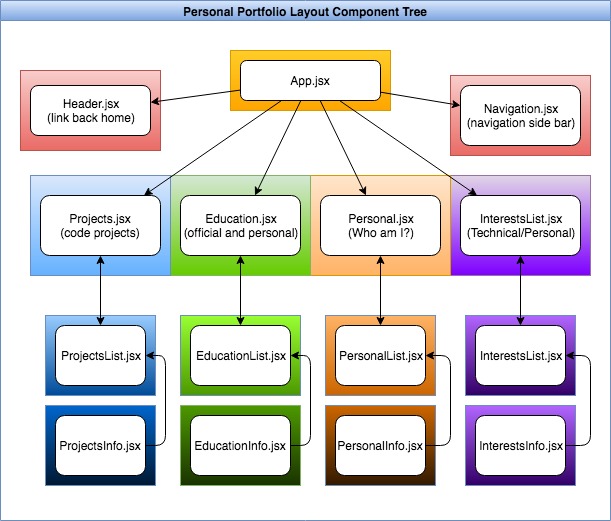 Personal Portfolio Layout Component Tree
App.jsx
Header.jsx
(link back home)
Navigation.jsx
(navigation side bar)
Projects.jsx
(code projects)
Education.jsx
(official and personal)
Personal.jsx
(Who am I?)
InterestsList.jsx
(Technical/Personal)
ProjectsList.jsx
EducationList.jsx
PersonalList.jsx
InterestsList.jsx
ProjectsInfo.jsx
EducationInfo.jsx
PersonalInfo.jsx
InterestsInfo.jsx